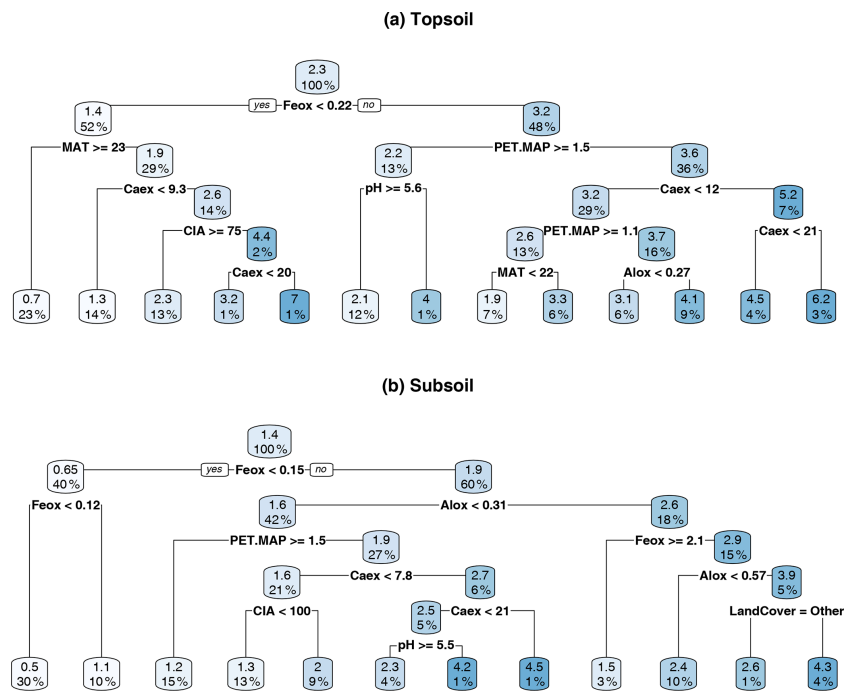 (a) Topsoil
2.3
100%
yes Feox < 0.22 no
1.4
52%
3.2
48%
MAT >= 23
PET.MAP >= 1.5
1.9
29%
2.2
13%
3.6
36%
Caex < 9.3
pH >= 5.6
Caex < 12
2.6
14%
3.2
29%
5.2
7%
CIA >= 75
PET.MAP >= 1.1
Caex < 21
4.4
2%
2.6
13%
3.7
16%
Caex < 20
MAT < 22
Alox < 0.27
0.7 1.3 2.3 3.2 7 2.1 4 1.9 3.3 3.1 4.1 4.5 6.2
23% 14% 13% 1% 1% 12% 1% 7% 6% 6% 9% 4% 3%
(b) Subsoil
1.4
100%
yes Feox < 0.15 no
0.65
40%
1.9
60%
Feox < 0.12
Alox < 0.31
1.6
42%
2.6
18%
PET.MAP >= 1.5
Feox >= 2.1
1.9
27%
2.9
15%
Caex < 7.8
Alox < 0.57
1.6
21%
2.7
6%
3.9
5%
CIA < 100
Caex < 21
LandCover = Other
2.5
5%
pH >= 5.5
0.5 1.1 1.2 1.3 2 2.3 4.2 4.5 1.5 2.4 2.6 4.3
30% 10% 15% 13% 9% 4% 1% 1% 3% 10% 1% 4%